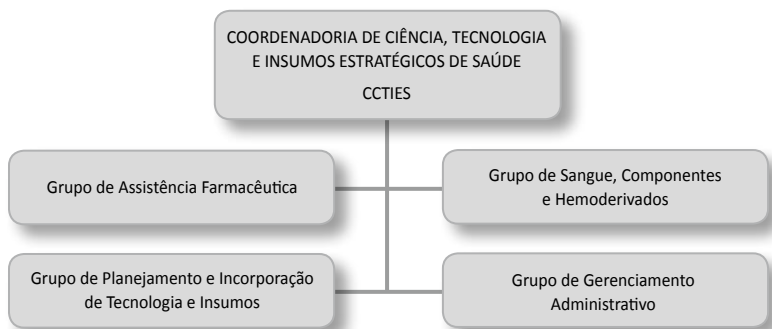 COORDENADORIA DE CIÊNCIA, TECNOLOGIA
E INSUMOS ESTRATÉGICOS DE SAÚDE
CCTIES
Grupo de Assistência Farmacêutica
Grupo de Sangue, Componentes
e Hemoderivados
Grupo de Planejamento e Incorporação
de Tecnologia e Insumos
Grupo de Gerenciamento
Administrativo